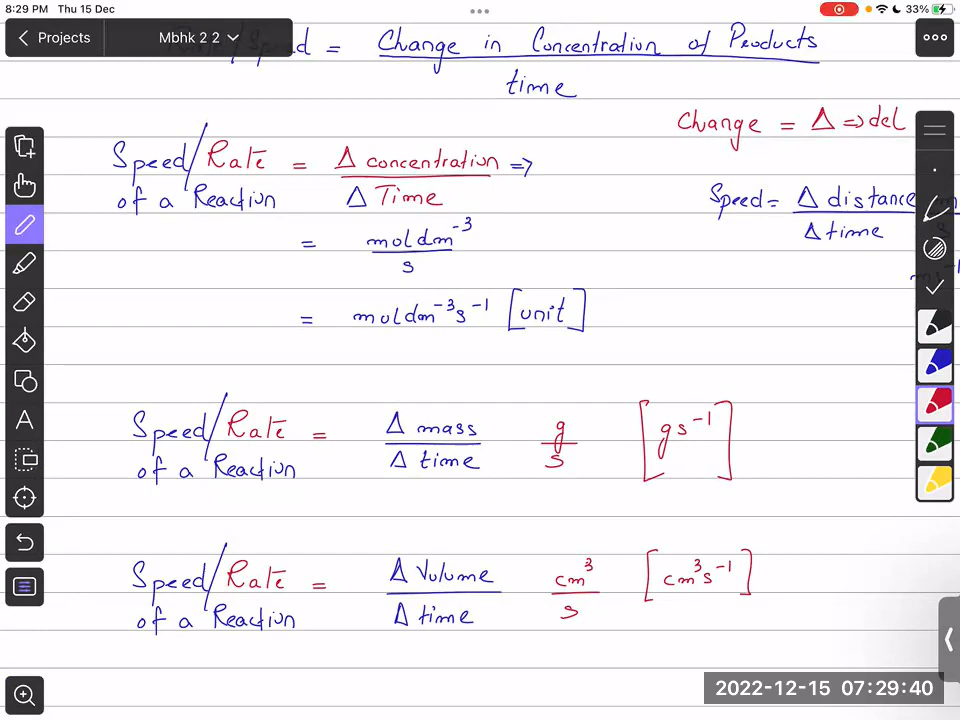 8:29 PM Thu 15 Dec
33%
Projects
Mbhk 2 2
= Change in Concentration of Products
time
Change = Δ => del
Speed/Rate = Δ concentration =>
of a Reaction Δ Time
Speed = Δ distance
Δ time
= moldm⁻³
s
= moldm⁻³s⁻¹ [unit]
Speed/Rate = Δ mass g [gs⁻¹]
of a Reaction Δ time s
Speed/Rate = Δ Volume cm³ [cm³s⁻¹]
of a Reaction Δ time s
A
2022-12-15 07:29:40